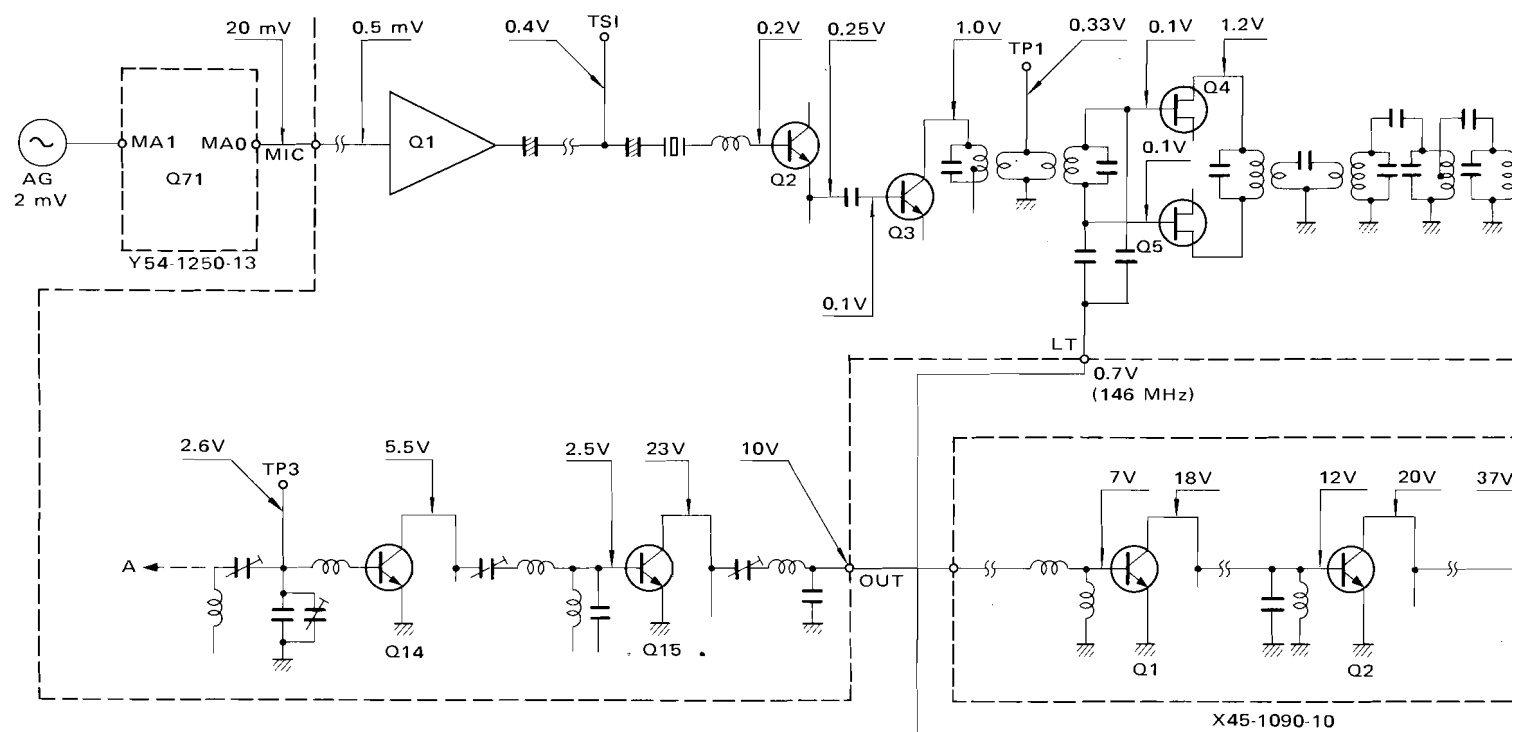 20 mV
0.5 mV
0.4V
TSI
0.2V
0.25V
1.0V
TP1
0.33V
0.1V
1.2V
Q4
MA1
MA0
MIC
Q1
AG
2 mV
Q71
Q2
Q3
0.1V
Q5
Y54-1250-13
0.1V
LT
0.7V
(146 MHz)
2.6V
TP3
5.5V
2.5V
23V
10V
7V
18V
12V
20V
37V
A
OUT
Q14
Q15
Q1
Q2
X45-1090-10